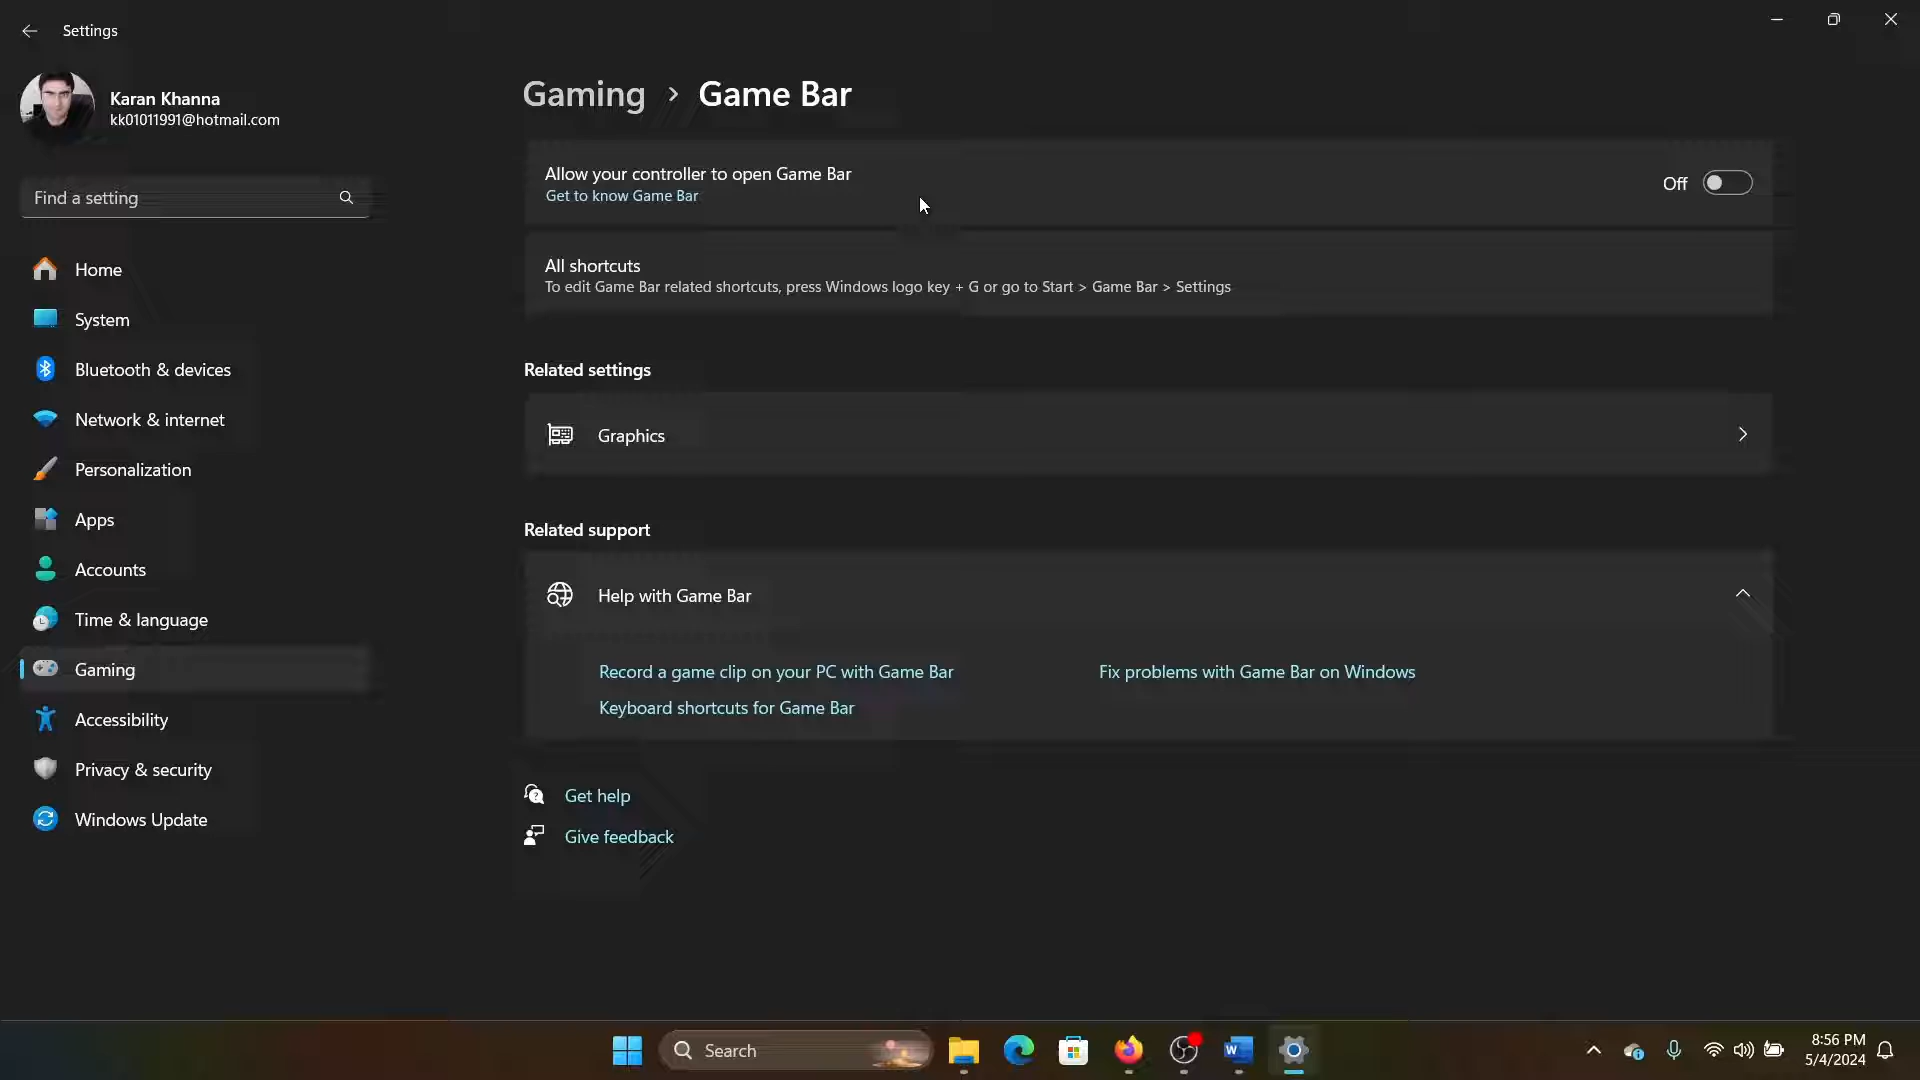 Settings
Karan Khanna
kk01011991@hotmail.com
Find a setting
Home
System
Bluetooth & devices
Network & internet
Personalization
Apps
Accounts
Time & language
Gaming
Accessibility
Privacy & security
Windows Update
Gaming > Game Bar
Allow your controller to open Game Bar
Get to know Game Bar
Off
All shortcuts
To edit Game Bar related shortcuts, press Windows logo key + G or go to Start > Game Bar > Settings
Related settings
Graphics
Related support
Help with Game Bar
Record a game clip on your PC with Game Bar
Fix problems with Game Bar on Windows
Keyboard shortcuts for Game Bar
Get help
Give feedback
Search
8:56 PM
5/4/2024